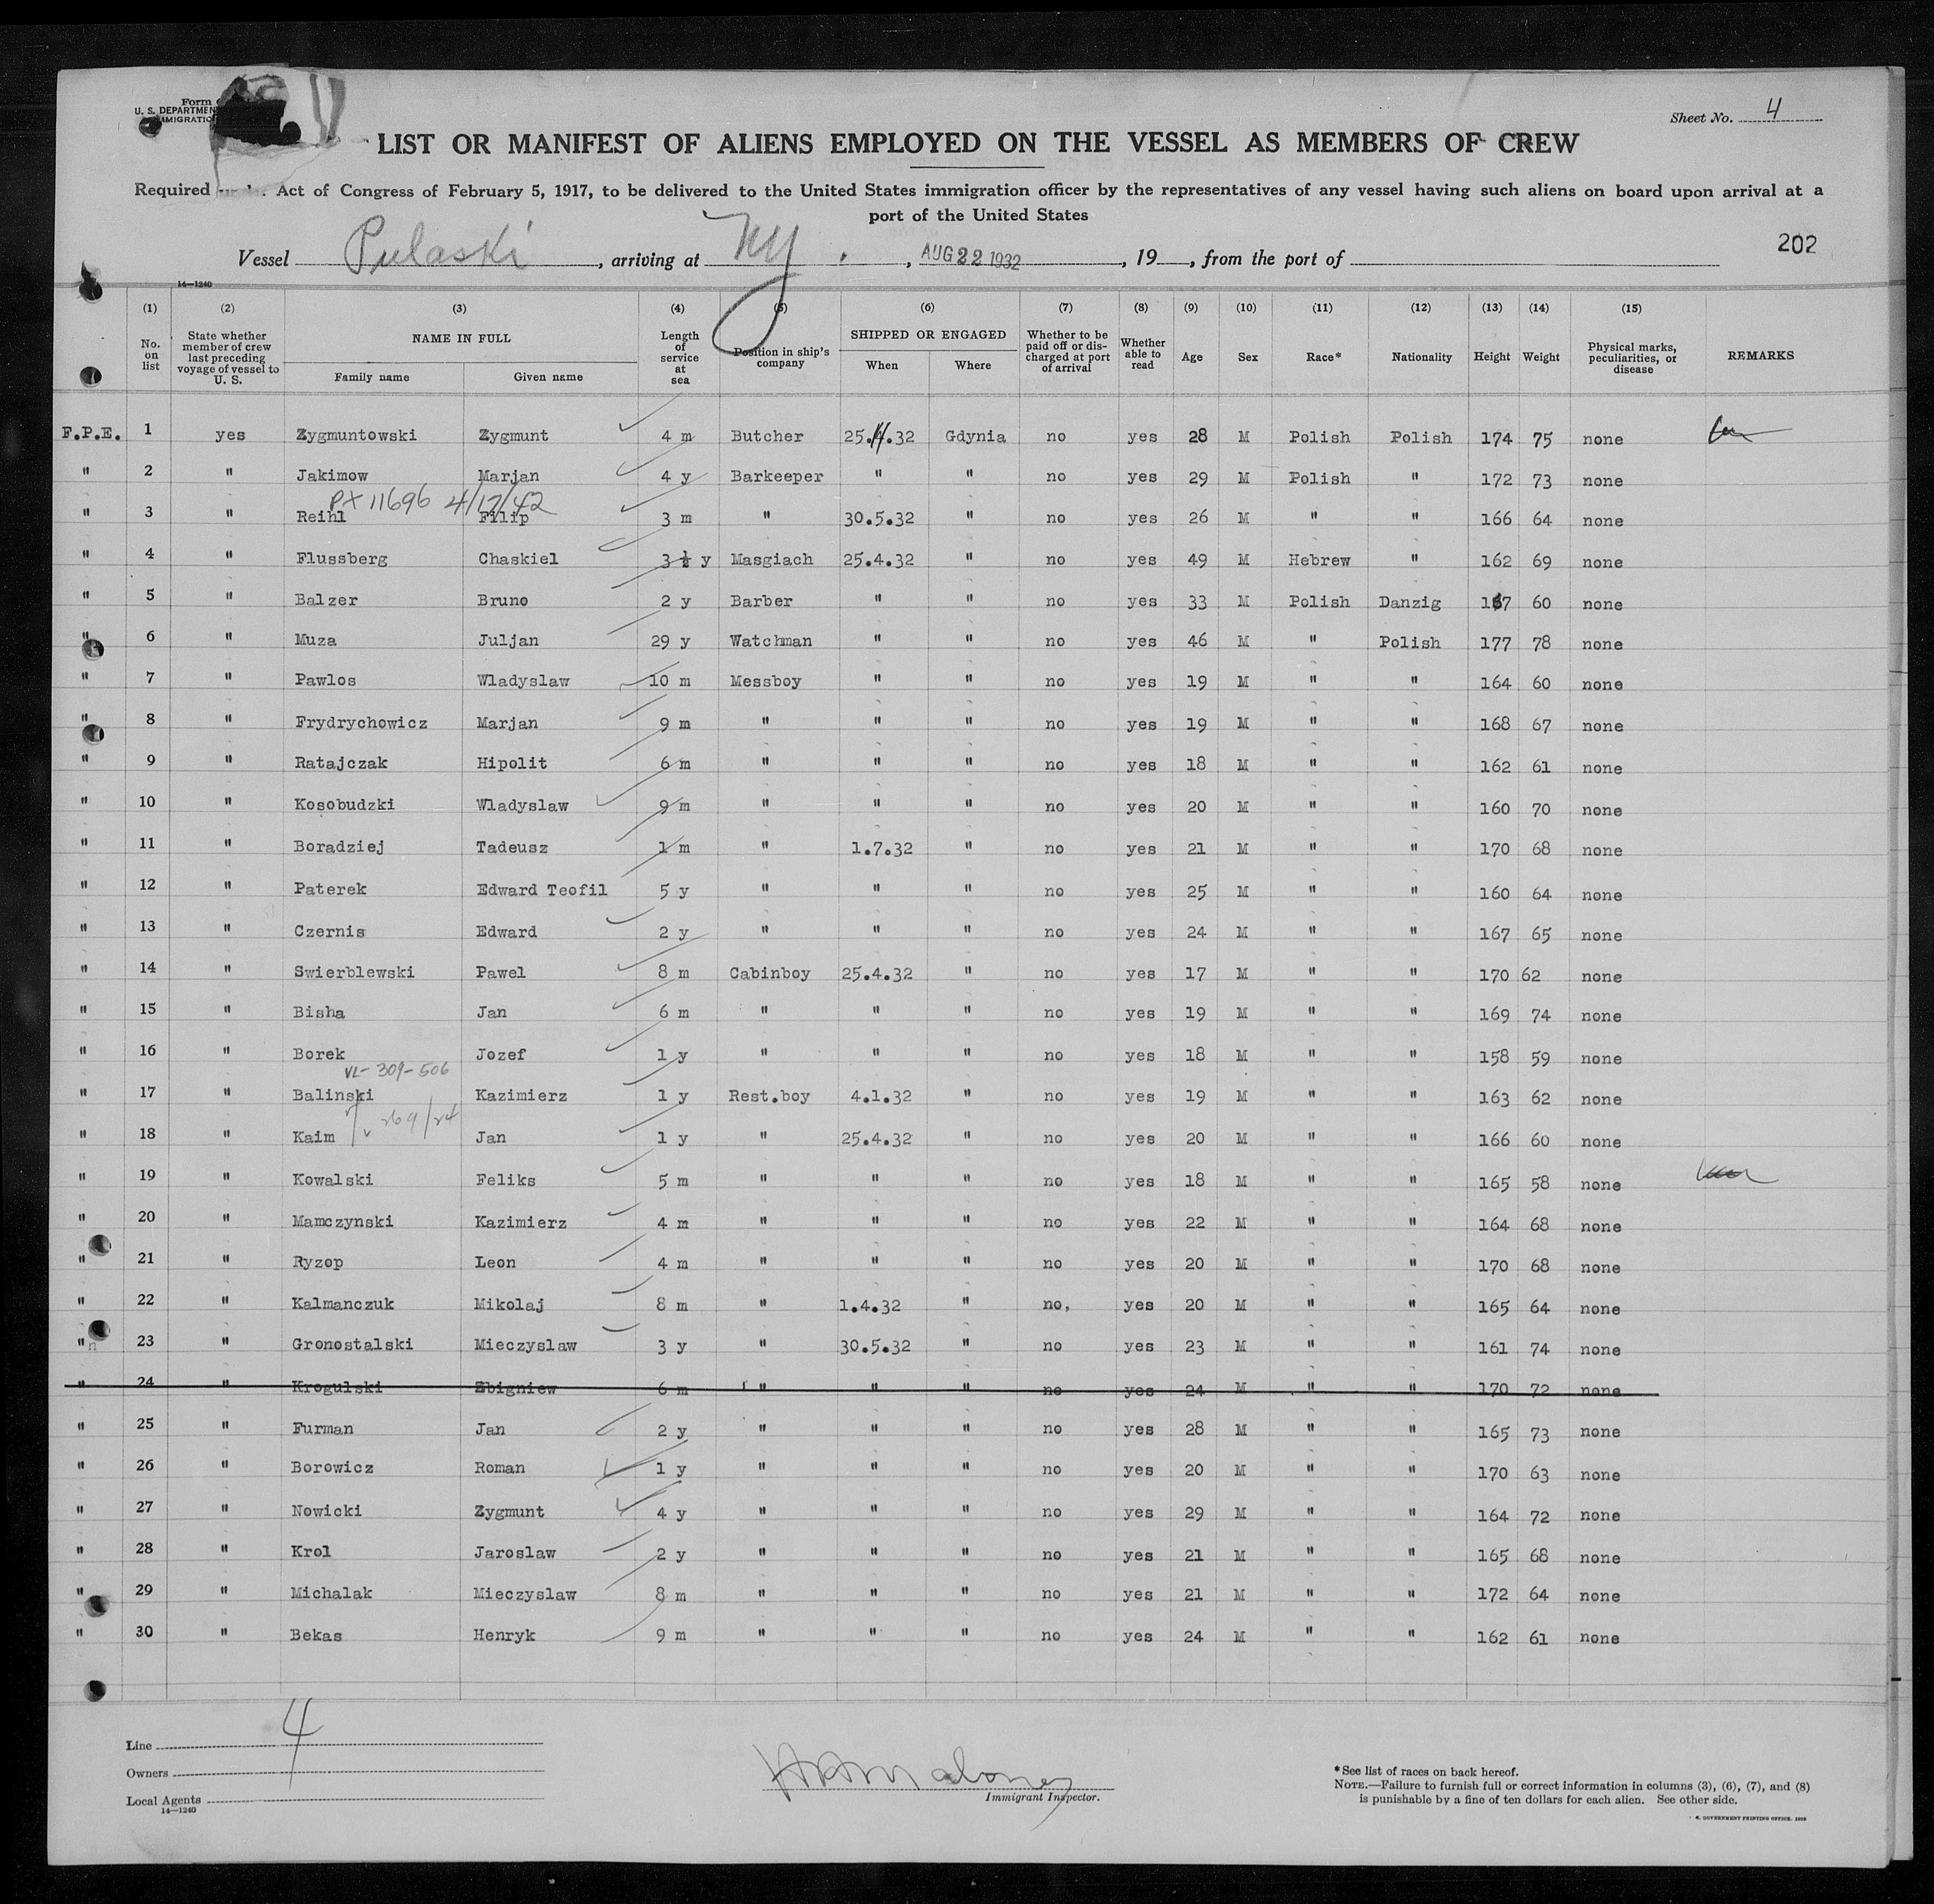 Form
U. S. DEPARTMEN
IMMIGRATIO
Sheet No. 4
LIST OR MANIFEST OF ALIENS EMPLOYED ON THE VESSEL AS MEMBERS OF CREW
Required under Act of Congress of February 5, 1917, to be delivered to the United States immigration officer by the representatives of any vessel having such aliens on board upon arrival at a
port of the United States
202
Vessel Pulaski, arriving at NY., AUG 22 1932, 19, from the port of
14—1240
(1) (2) (3) (4) (5) (6) (7) (8) (9) (10) (11) (12) (13) (14) (15)
No. on list State whether member of crew last preceding voyage of vessel to U. S. NAME IN FULL Family name Given name Length of service at sea Position in ship's company SHIPPED OR ENGAGED When Where Whether to be paid off or discharged at port of arrival Whether able to read Age Sex Race* Nationality Height Weight Physical marks, peculiarities, or disease REMARKS
F.P.E. 1 yes Zygmuntowski Zygmunt 4 m Butcher 25.4.32 Gdynia no yes 28 M Polish Polish 174 75 none
" 2 " Jakimow Marjan 4 y Barkeeper " " no yes 29 M Polish " 172 73 none
PX 11696 4/17/42
" 3 " Reihl Filip 3 m " 30.5.32 " no yes 26 M " " 166 64 none
" 4 " Flussberg Chaskiel 3 ½ y Masgiach 25.4.32 " no yes 49 M Hebrew " 162 69 none
" 5 " Balzer Bruno 2 y Barber " " no yes 33 M Polish Danzig 167 60 none
" 6 " Muza Juljan 29 y Watchman " " no yes 46 M " Polish 177 78 none
" 7 " Pawlos Wladyslaw 10 m Messboy " " no yes 19 M " " 164 60 none
" 8 " Frydrychowicz Marjan 9 m " " " no yes 19 M " " 168 67 none
" 9 " Ratajczak Hipolit 6 m " " " no yes 18 M " " 162 61 none
" 10 " Kosobudzki Wladyslaw 9 m " " " no yes 20 M " " 160 70 none
" 11 " Boradziej Tadeusz 1 m " 1.7.32 " no yes 21 M " " 170 68 none
" 12 " Paterek Edward Teofil 5 y " " " no yes 25 M " " 160 64 none
" 13 " Czernis Edward 2 y " " " no yes 24 M " " 167 65 none
" 14 " Swierblewski Pawel 8 m Cabinboy 25.4.32 " no yes 17 M " " 170 62 none
" 15 " Bisha Jan 6 m " " " no yes 19 M " " 169 74 none
" 16 " Borek Jozef 1 y " " " no yes 18 M " " 158 59 none
VL-309-506
" 17 " Balinski Kazimierz 1 y Rest.boy 4.1.32 " no yes 19 M " " 163 62 none
" 18 " Kaim Jan 1 y " 25.4.32 " no yes 20 M " " 166 60 none
" 19 " Kowalski Feliks 5 m " " " no yes 18 M " " 165 58 none
" 20 " Mamczynski Kazimierz 4 m " " " no yes 22 M " " 164 68 none
" 21 " Ryzop Leon 4 m " " " no yes 20 M " " 170 68 none
" 22 " Kalmanczuk Mikolaj 8 m " 1.4.32 " no, yes 20 M " " 165 64 none
" 23 " Gronostalski Mieczyslaw 3 y " 30.5.32 " no yes 23 M " " 161 74 none
" 24 " Krogulski Zbigniew 6 m " " " no yes 24 M " " 170 72 none
" 25 " Furman Jan 2 y " " " no yes 28 M " " 165 73 none
" 26 " Borowicz Roman 1 y " " " no yes 20 M " " 170 63 none
" 27 " Nowicki Zygmunt 4 y " " " no yes 29 M " " 164 72 none
" 28 " Krol Jaroslaw 2 y " " " no yes 21 M " " 165 68 none
" 29 " Michalak Mieczyslaw 8 m " " " no yes 21 M " " 172 64 none
" 30 " Bekas Henryk 9 m " " " no yes 24 M " " 162 61 none
4
Line
Owners
Local Agents
14—1240
Maloney
Immigrant Inspector.
*See list of races on back hereof.
NOTE.—Failure to furnish full or correct information in columns (3), (6), (7), and (8)
is punishable by a fine of ten dollars for each alien. See other side.
GOVERNMENT PRINTING OFFICE